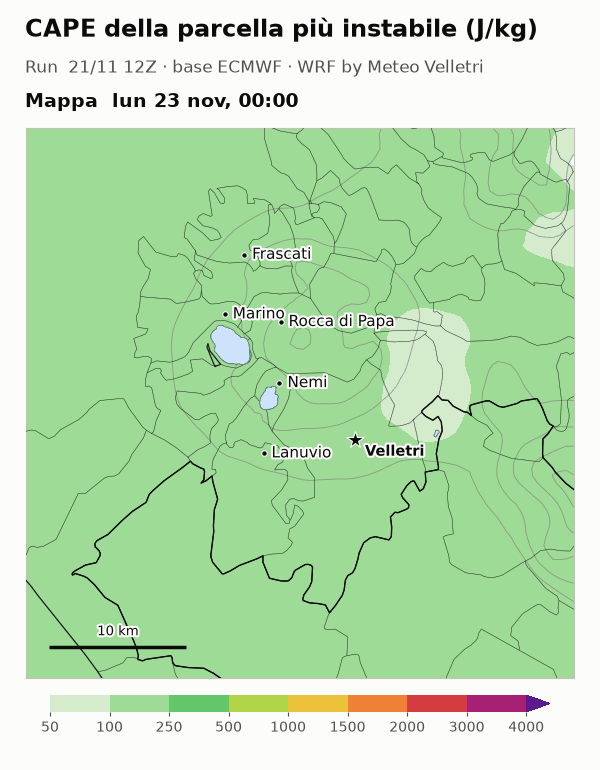 CAPE della parcella più instabile (J/kg)
Run  21/11 12Z · base ECMWF · WRF by Meteo Velletri
Mappa  lun 23 nov, 00:00
Frascati
Marino
Rocca di Papa
Nemi
Velletri
Lanuvio
10 km
50 100 250 500 1000 1500 2000 3000 4000